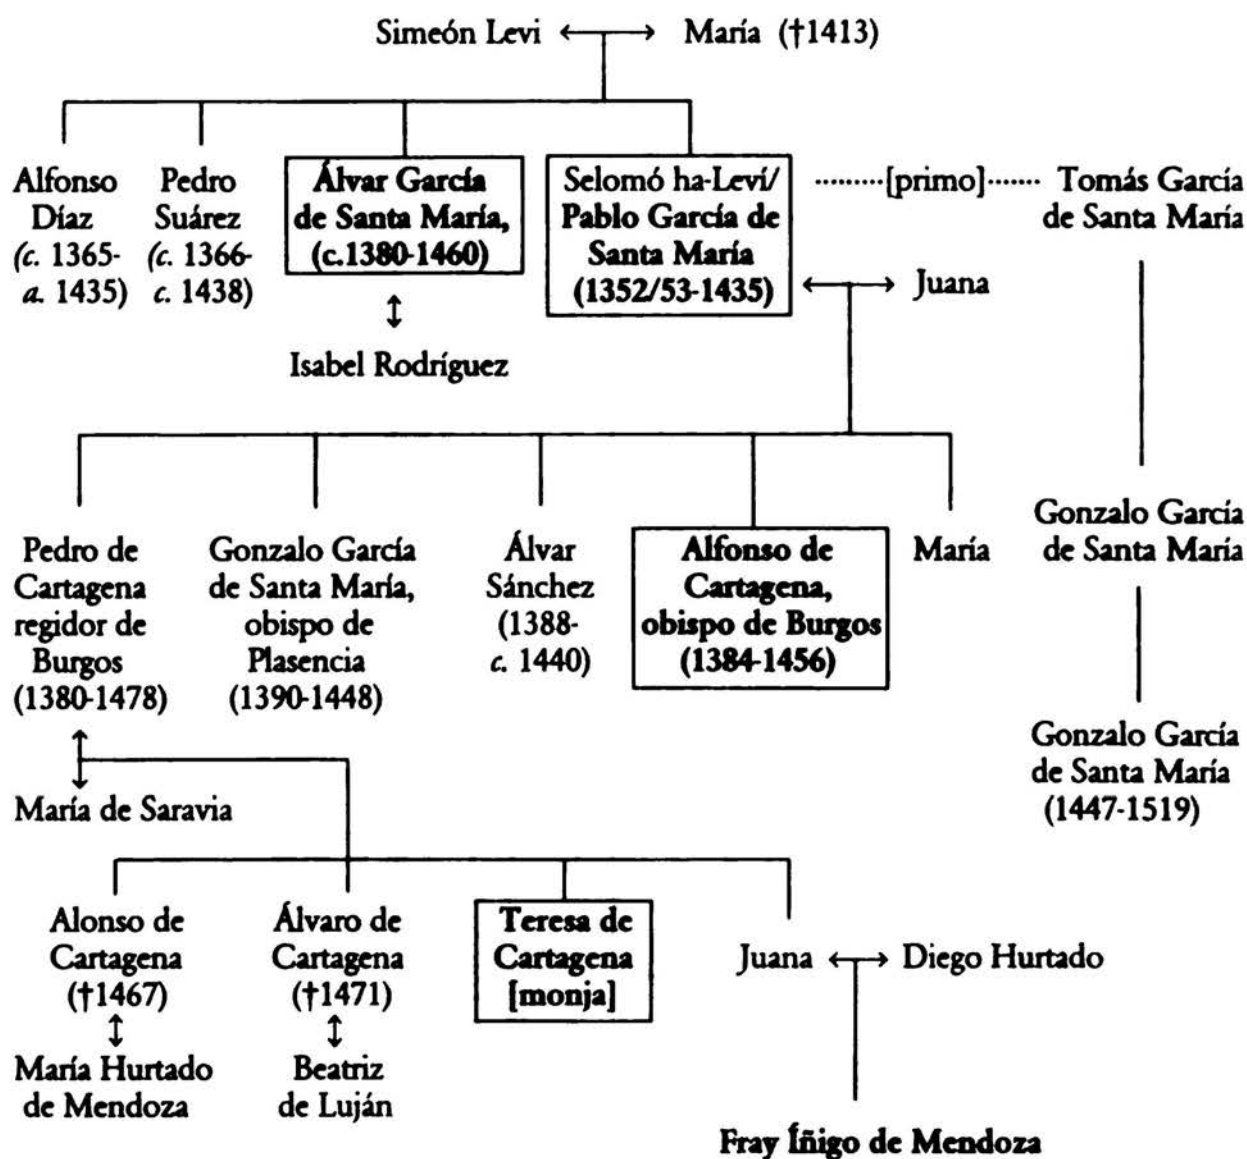 Simeón Levi María (†1413)
Alfonso
Díaz
(c. 1365-
a. 1435)
Pedro
Suárez
(c. 1366-
c. 1438)
Álvar García
de Santa María,
(c.1380-1460)
Isabel Rodríguez
Selomó ha-Leví/
Pablo García de
Santa María
(1352/53-1435)
........[primo].......
Tomás García
de Santa María
Juana
Pedro de
Cartagena
regidor de
Burgos
(1380-1478)
Gonzalo García
de Santa María,
obispo de
Plasencia
(1390-1448)
Álvar
Sánchez
(1388-
c. 1440)
Alfonso de
Cartagena,
obispo de Burgos
(1384-1456)
María
Gonzalo García
de Santa María
Gonzalo García
de Santa María
(1447-1519)
María de Saravia
Alonso de
Cartagena
(†1467)
María Hurtado
de Mendoza
Álvaro de
Cartagena
(†1471)
Beatriz
de Luján
Teresa de
Cartagena
[monja]
Juana Diego Hurtado
Fray Íñigo de Mendoza